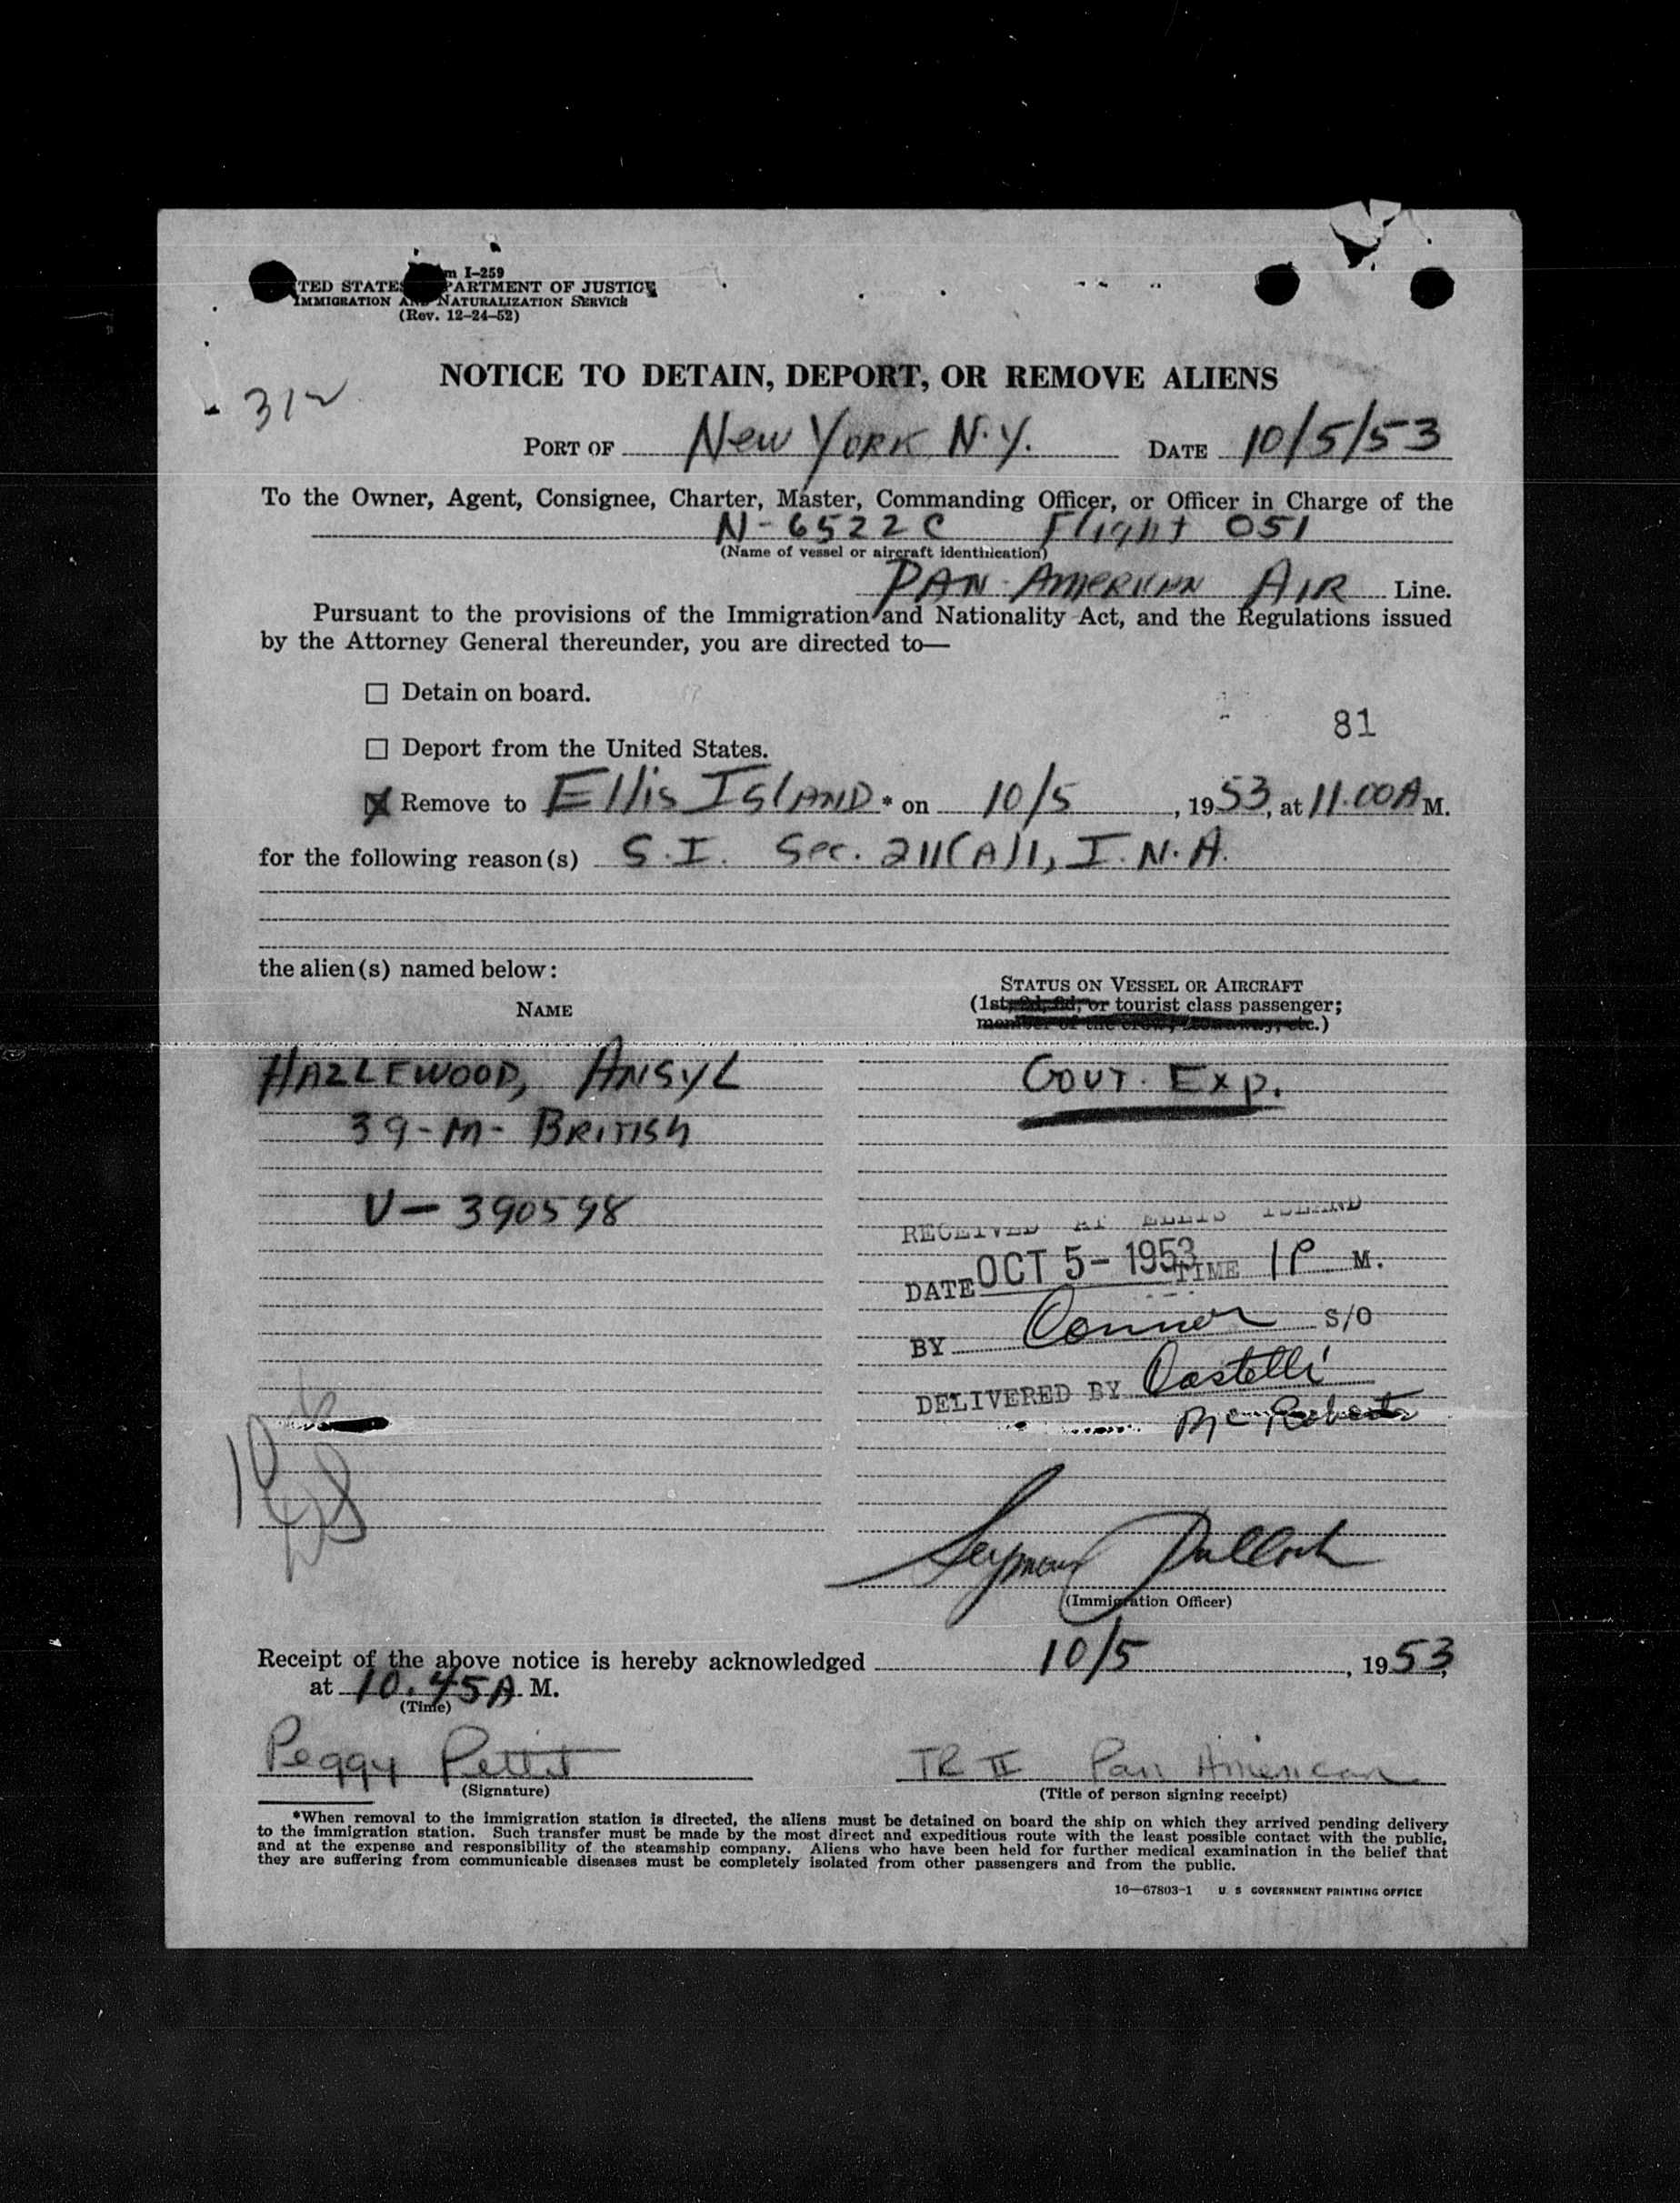 m I-259
TED STATES PARTMENT OF JUSTICE
IMMIGRATION AND NATURALIZATION SERVICE
(Rev. 12-24-52)
NOTICE TO DETAIN, DEPORT, OR REMOVE ALIENS
312
PORT OF New York N.Y. DATE 10/5/53
To the Owner, Agent, Consignee, Charter, Master, Commanding Officer, or Officer in Charge of the
N-6522C Flight 051
(Name of vessel or aircraft identification)
PAN AMERICAN AIR Line.
Pursuant to the provisions of the Immigration and Nationality Act, and the Regulations issued
by the Attorney General thereunder, you are directed to—
☐ Detain on board.
81
☐ Deport from the United States.
☒ Remove to Ellis Island * on 10/5, 1953, at 11.00A M.
for the following reason(s) S.I. Sec. 211(A)1, I.N.A.
the alien(s) named below:
STATUS ON VESSEL OR AIRCRAFT
NAME
(1st, 2d, 3d, or tourist class passenger;
member of the crew, stowaway, etc.)
HAZLEWOOD, ANSYL GOVT. EXP.
39-M-BRITISH
V-390598
RECEIVED AT ELLIS ISLAND
DATE OCT 5-1953 TIME 1P M.
BY Connor S/O
DELIVERED BY Castelli
McRoberts
10
Seymour
(Immigration Officer)
Receipt of the above notice is hereby acknowledged 10/5, 1953,
at 10.45A M.
(Time)
Peggy Pettit TR II Pan American
(Signature) (Title of person signing receipt)
*When removal to the immigration station is directed, the aliens must be detained on board the ship on which they arrived pending delivery
to the immigration station. Such transfer must be made by the most direct and expeditious route with the least possible contact with the public,
and at the expense and responsibility of the steamship company. Aliens who have been held for further medical examination in the belief that
they are suffering from communicable diseases must be completely isolated from other passengers and from the public.
16—67803-1 U S GOVERNMENT PRINTING OFFICE